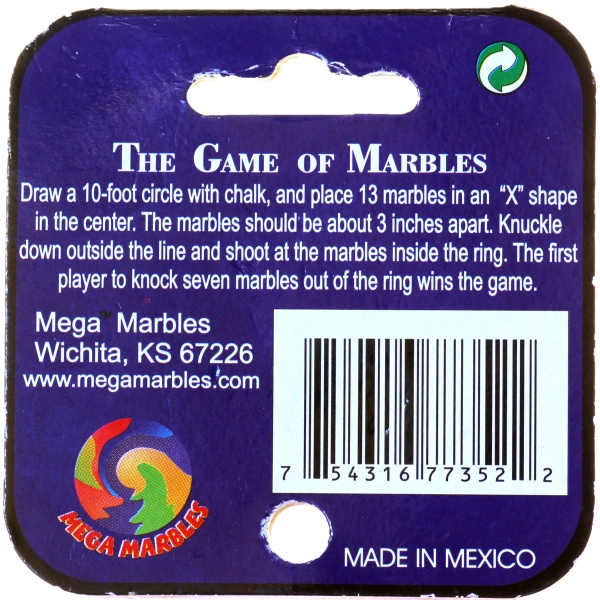 THE GAME OF MARBLES
Draw a 10-foot circle with chalk, and place 13 marbles in an “X” shape
in the center. The marbles should be about 3 inches apart. Knuckle
down outside the line and shoot at the marbles inside the ring. The first
player to knock seven marbles out of the ring wins the game.
Mega™ Marbles
Wichita, KS 67226
www.megamarbles.com
7 54316 77352 2
MEGA MARBLES
MADE IN MEXICO